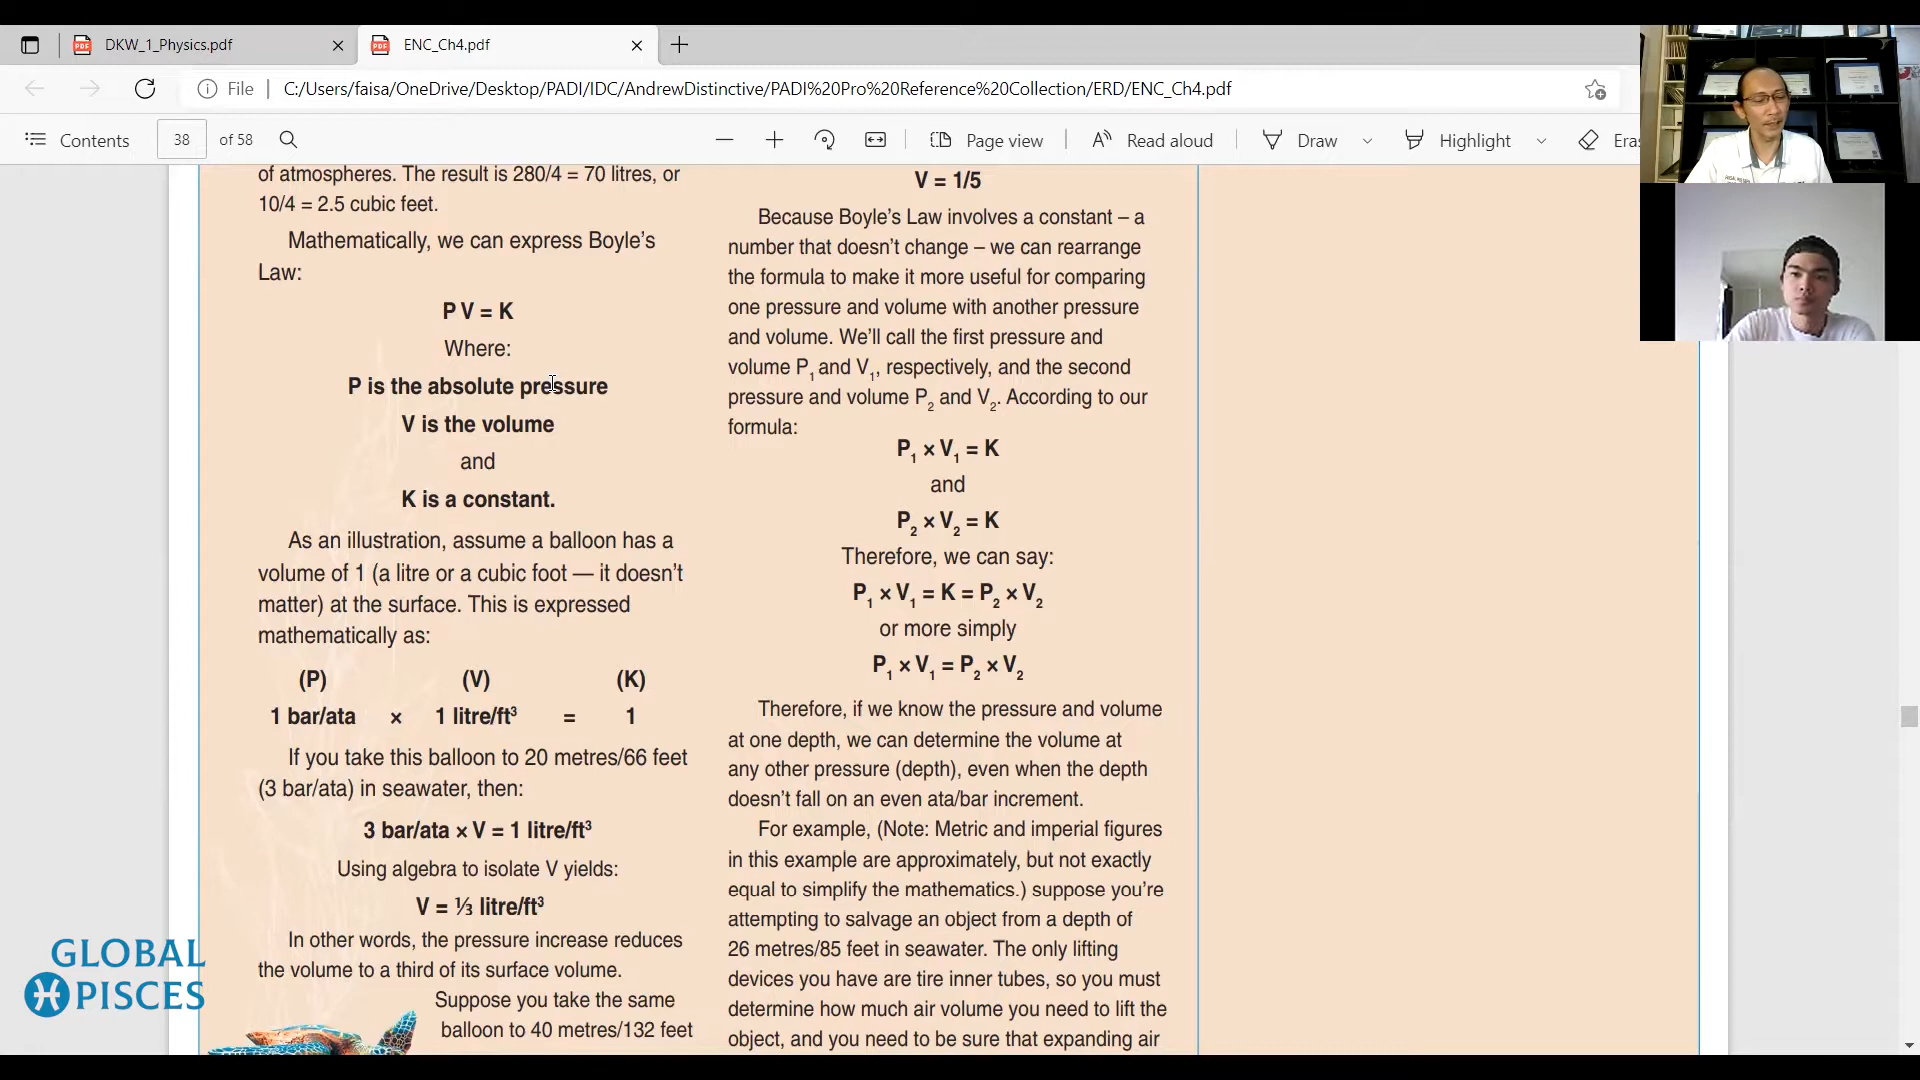 DKW_1_Physics.pdf
ENC_Ch4.pdf
File
C:/Users/faisa/OneDrive/Desktop/PADI/IDC/AndrewDistinctive/PADI%20Pro%20Reference%20Collection/ERD/ENC_Ch4.pdf
Contents
38
of 58
Page view
Read aloud
Draw
Highlight
Eras
of atmospheres. The result is 280/4 = 70 litres, or
10/4 = 2.5 cubic feet.
Mathematically, we can express Boyle's
Law:
P V = K
Where:
P is the absolute pressure
V is the volume
and
K is a constant.
As an illustration, assume a balloon has a
volume of 1 (a litre or a cubic foot — it doesn't
matter) at the surface. This is expressed
mathematically as:
(P) (V) (K)
1 bar/ata × 1 litre/ft³ = 1
If you take this balloon to 20 metres/66 feet
(3 bar/ata) in seawater, then:
3 bar/ata × V = 1 litre/ft³
Using algebra to isolate V yields:
V = ⅓ litre/ft³
In other words, the pressure increase reduces
the volume to a third of its surface volume.
Suppose you take the same
balloon to 40 metres/132 feet
V = 1/5
Because Boyle's Law involves a constant – a
number that doesn't change – we can rearrange
the formula to make it more useful for comparing
one pressure and volume with another pressure
and volume. We'll call the first pressure and
volume P₁ and V₁, respectively, and the second
pressure and volume P₂ and V₂. According to our
formula:
P₁ × V₁ = K
and
P₂ × V₂ = K
Therefore, we can say:
P₁ × V₁ = K = P₂ × V₂
or more simply
P₁ × V₁ = P₂ × V₂
Therefore, if we know the pressure and volume
at one depth, we can determine the volume at
any other pressure (depth), even when the depth
doesn't fall on an even ata/bar increment.
For example, (Note: Metric and imperial figures
in this example are approximately, but not exactly
equal to simplify the mathematics.) suppose you're
attempting to salvage an object from a depth of
26 metres/85 feet in seawater. The only lifting
devices you have are tire inner tubes, so you must
determine how much air volume you need to lift the
object, and you need to be sure that expanding air
GLOBAL
PISCES